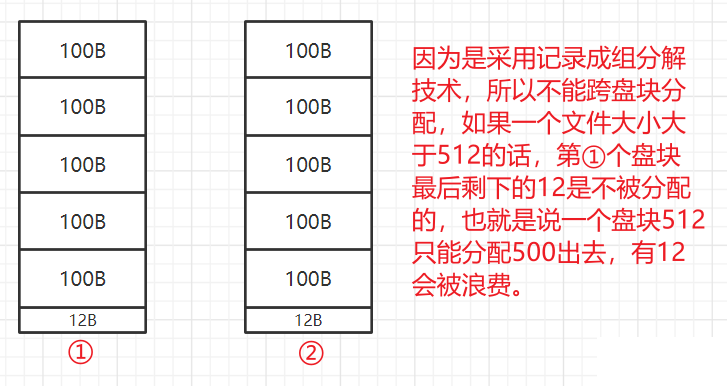 100B
100B
100B
100B
100B
12B
①
100B
100B
100B
100B
100B
12B
②
因为是采用记录成组分解
技术，所以不能跨盘块分
配，如果一个文件大小大
于512的话，第①个盘块
最后剩下的12是不被分配
的，也就是说一个盘块512
只能分配500出去，有12
会被浪费。